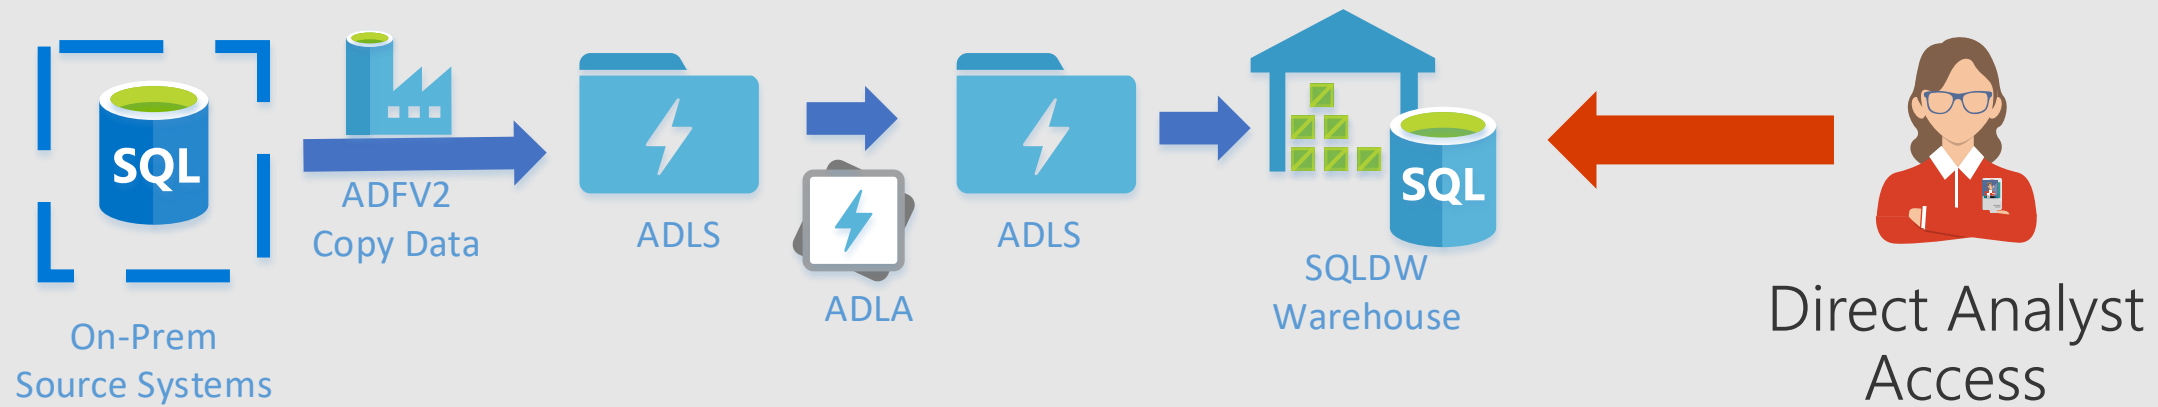 SQL
On-Prem
Source Systems
ADFV2
Copy Data
ADLS
ADLA
ADLS
SQL
SQLDW
Warehouse
Direct Analyst
Access